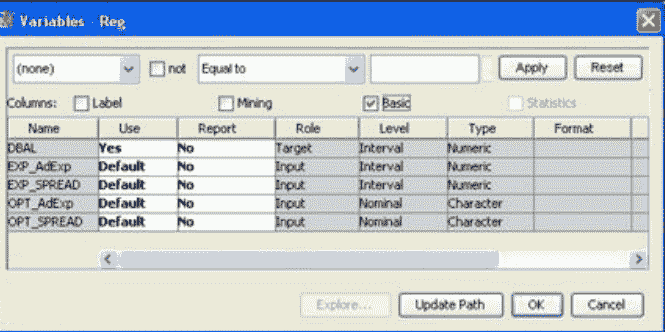 Variables - Reg
(none) not Equal to Apply Reset
Columns: Label Mining Basic Statistics
Name Use Report Role Level Type Format
DBAL Yes No Target Interval Numeric
EXP_AdExp Default No Input Interval Numeric
EXP_SPREAD Default No Input Interval Numeric
OPT_AdExp Default No Input Nominal Character
OPT_SPREAD Default No Input Nominal Character
Explore... Update Path OK Cancel